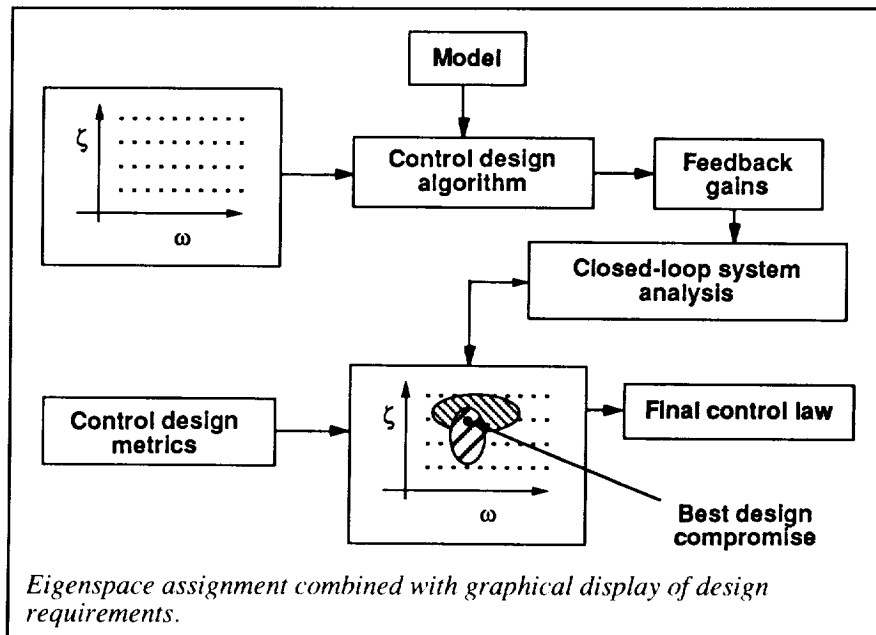 Model
ζ
ω
Control design
algorithm
Feedback
gains
Closed-loop system
analysis
Control design
metrics
ζ
ω
Final control law
Best design
compromise
Eigenspace assignment combined with graphical display of design
requirements.